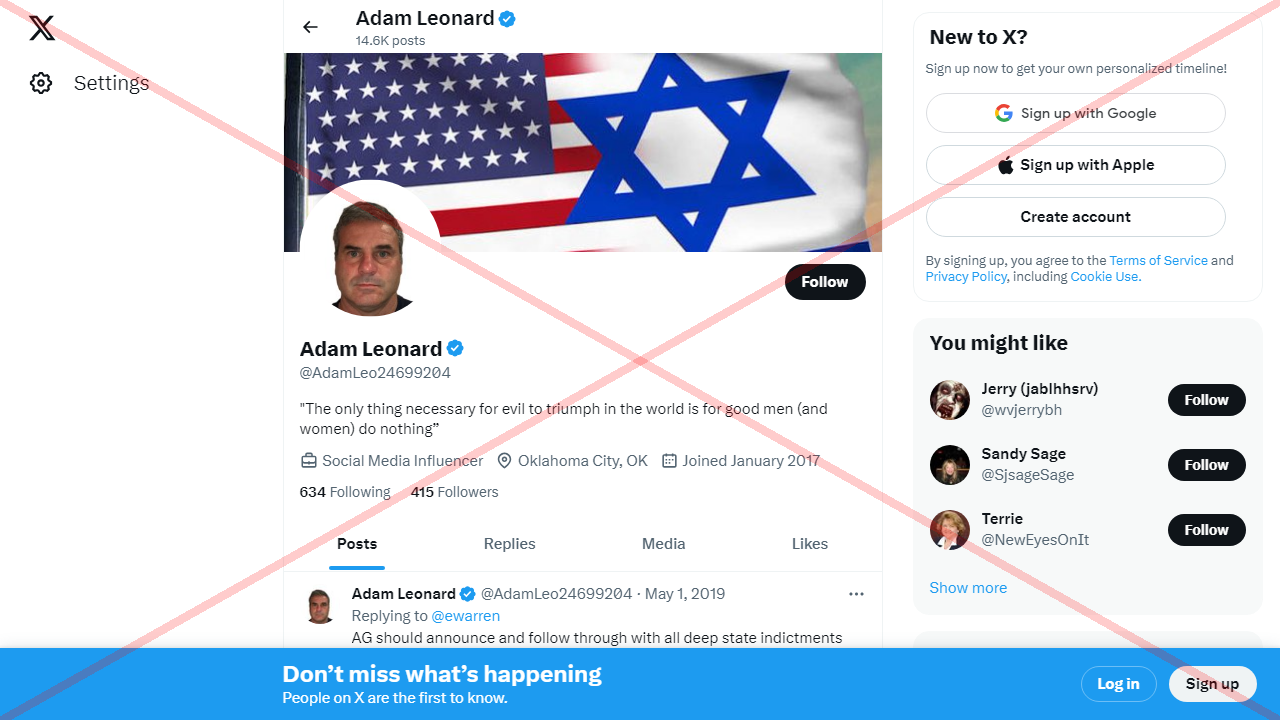 Settings
Adam Leonard
14.6K posts
Follow
Adam Leonard
@AdamLeo24699204
"The only thing necessary for evil to triumph in the world is for good men (and
women) do nothing”
Social Media Influencer Oklahoma City, OK Joined January 2017
634 Following 415 Followers
Posts Replies Media Likes
Adam Leonard @AdamLeo24699204 · May 1, 2019
Replying to @ewarren
AG should announce and follow through with all deep state indictments
New to X?
Sign up now to get your own personalized timeline!
Sign up with Google
Sign up with Apple
Create account
By signing up, you agree to the Terms of Service and
Privacy Policy, including Cookie Use.
You might like
Jerry (jablhhsrv)
@wvjerrybh
Follow
Sandy Sage
@SjsageSage
Follow
Terrie
@NewEyesOnIt
Follow
Show more
Don’t miss what’s happening
People on X are the first to know.
Log in
Sign up